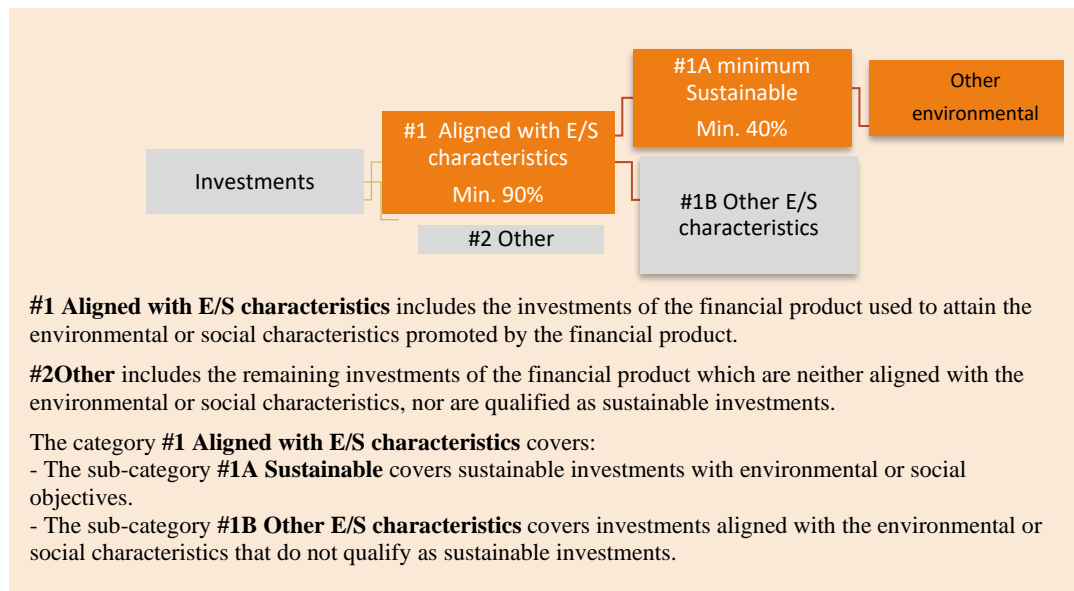 #1A minimum
Sustainable
Min. 40%
Other
environmental
#1 Aligned with E/S
characteristics
Min. 90%
Investments
#1B Other E/S
characteristics
#2 Other
#1 Aligned with E/S characteristics includes the investments of the financial product used to attain the
environmental or social characteristics promoted by the financial product.
#2Other includes the remaining investments of the financial product which are neither aligned with the
environmental or social characteristics, nor are qualified as sustainable investments.
The category #1 Aligned with E/S characteristics covers:
- The sub-category #1A Sustainable covers sustainable investments with environmental or social
objectives.
- The sub-category #1B Other E/S characteristics covers investments aligned with the environmental or
social characteristics that do not qualify as sustainable investments.